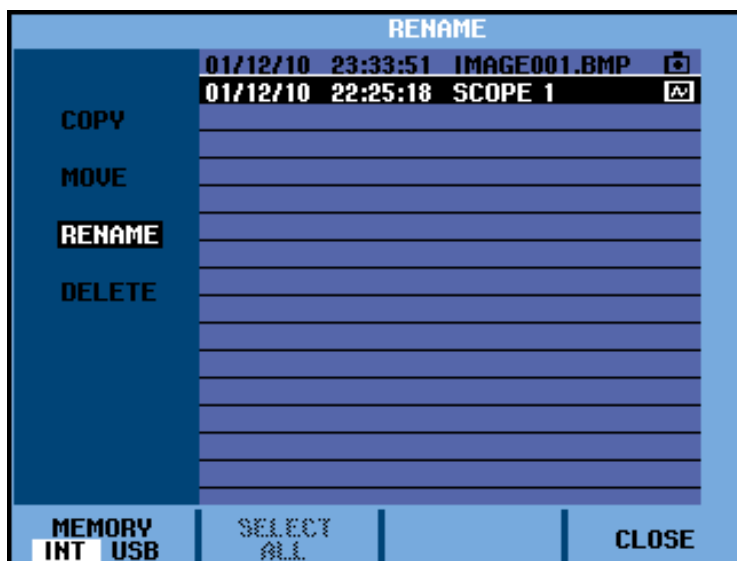 RENAME
01/12/10 23:33:51 IMAGE001.BMP
01/12/10 22:25:18 SCOPE 1
COPY
MOVE
RENAME
DELETE
MEMORY
INT USB
SELECT
ALL
CLOSE